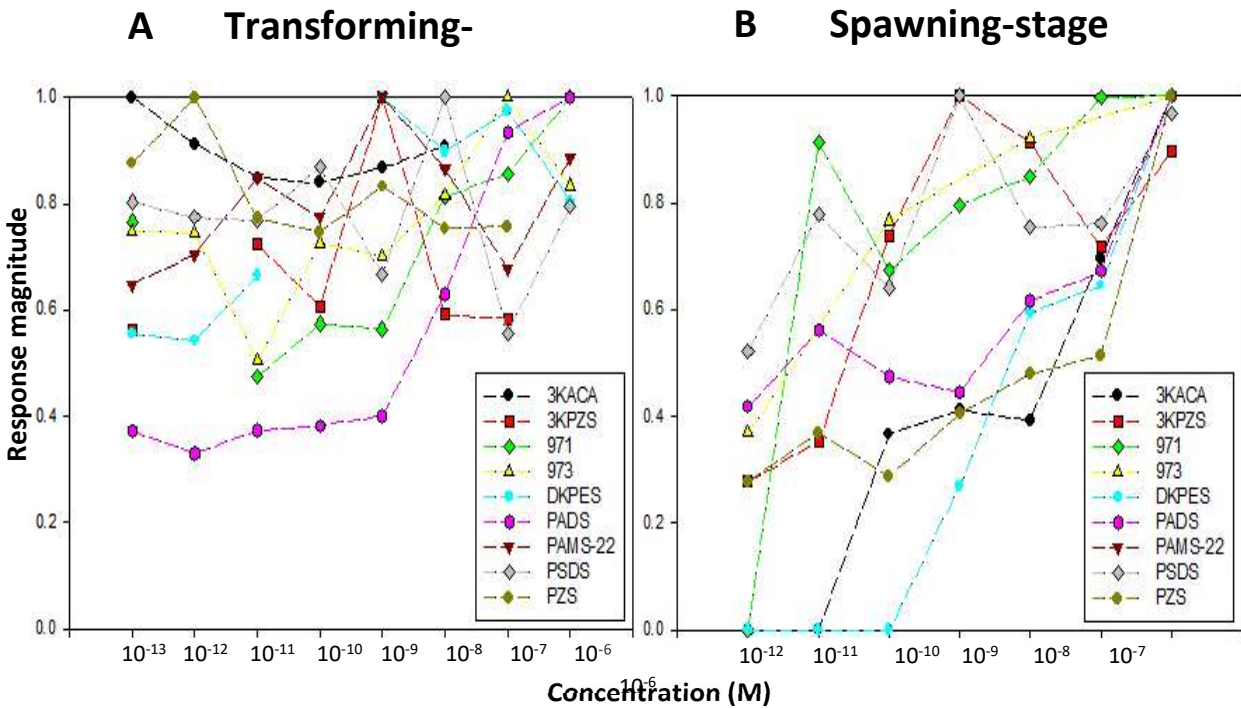 A Transforming-
B Spawning-stage
Response magnitude
1.0
0.8
0.6
0.4
0.2
0.0
3KACA
3KPZS
971
973
DKPES
PADS
PAMS-22
PSDS
PZS
10-13 10-12 10-11 10-10 10-9 10-8 10-7 10-6
1.0
0.8
0.6
0.4
0.2
0.0
3KACA
3KPZS
971
973
DKPES
PADS
PAMS-22
PSDS
PZS
10-12 10-11 10-10 10-9 10-8 10-7
10-6
Concentration (M)